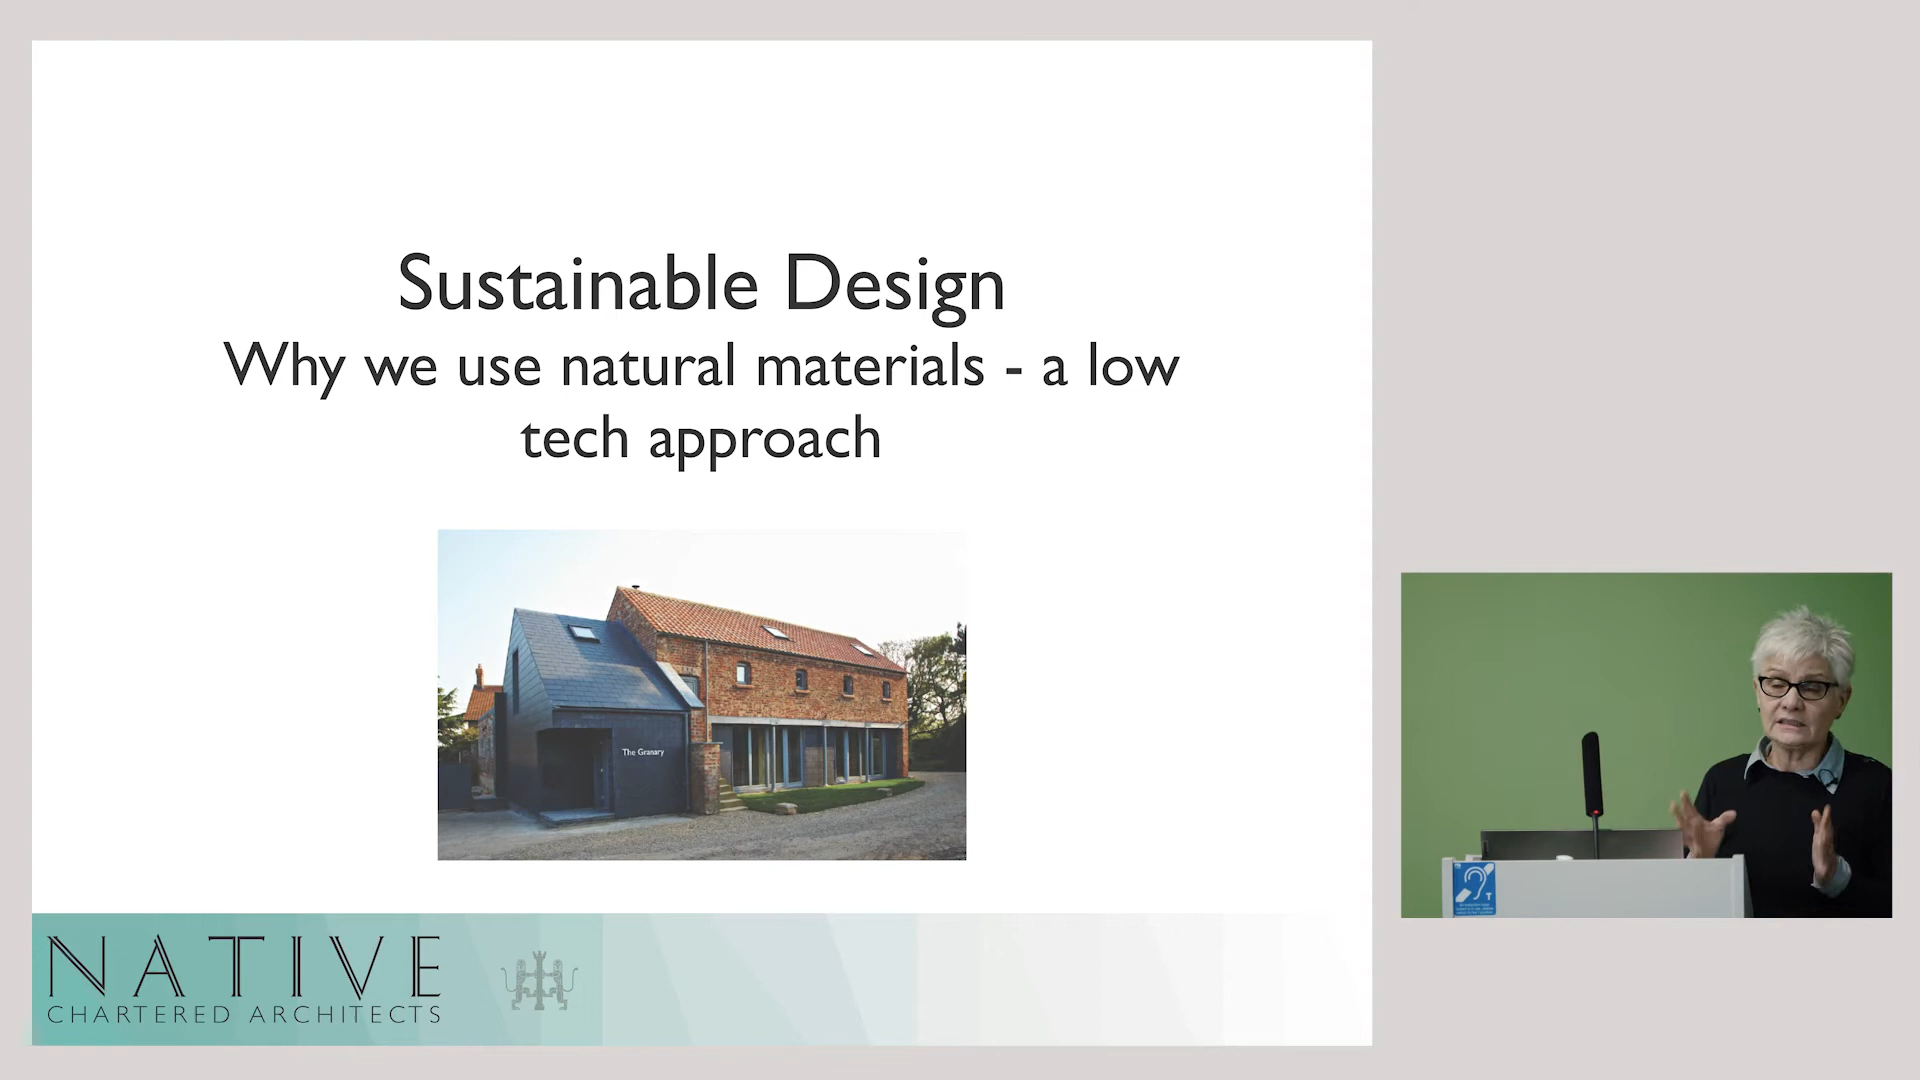 Sustainable Design
Why we use natural materials - a low
tech approach
The Granary
NATIVE
CHARTERED ARCHITECTS
T